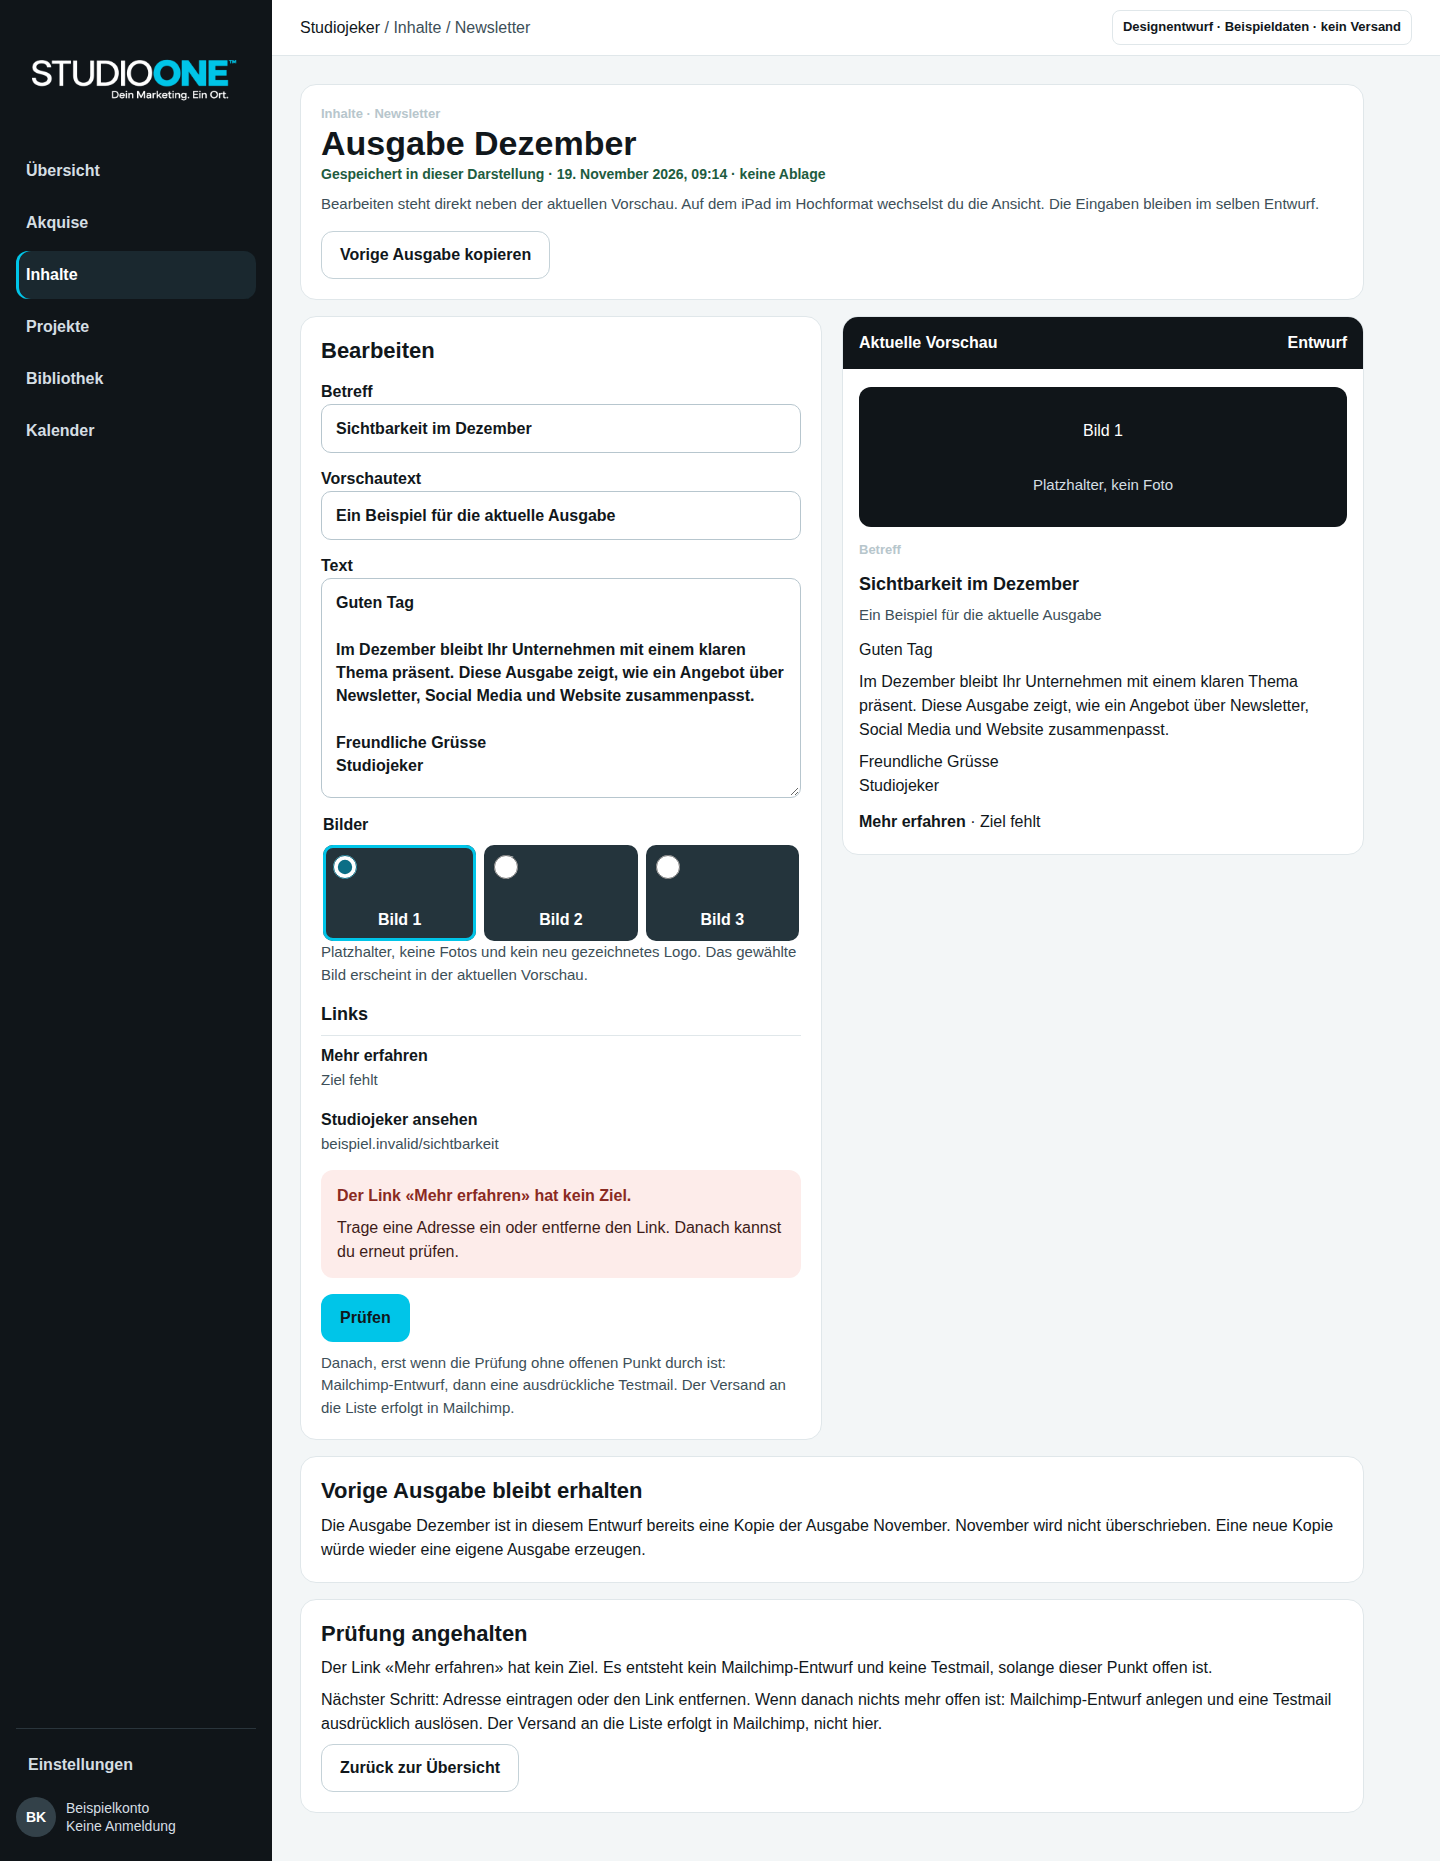 STUDIOONE™
Dein Marketing. Ein Ort.
Übersicht
Akquise
Inhalte
Projekte
Bibliothek
Kalender
Einstellungen
BK
Beispielkonto
Keine Anmeldung
Studiojeker / Inhalte / Newsletter
Designentwurf · Beispieldaten · kein Versand
Inhalte · Newsletter
Ausgabe Dezember
Gespeichert in dieser Darstellung · 19. November 2026, 09:14 · keine Ablage
Bearbeiten steht direkt neben der aktuellen Vorschau. Auf dem iPad im Hochformat wechselst du die Ansicht. Die Eingaben bleiben im selben Entwurf.
Vorige Ausgabe kopieren
Bearbeiten
Betreff
Sichtbarkeit im Dezember
Vorschautext
Ein Beispiel für die aktuelle Ausgabe
Text
Guten Tag
Im Dezember bleibt Ihr Unternehmen mit einem klaren
Thema präsent. Diese Ausgabe zeigt, wie ein Angebot über
Newsletter, Social Media und Website zusammenpasst.
Freundliche Grüsse
Studiojeker
Bilder
Bild 1
Bild 2
Bild 3
Platzhalter, keine Fotos und kein neu gezeichnetes Logo. Das gewählte
Bild erscheint in der aktuellen Vorschau.
Links
Mehr erfahren
Ziel fehlt
Studiojeker ansehen
beispiel.invalid/sichtbarkeit
Der Link «Mehr erfahren» hat kein Ziel.
Trage eine Adresse ein oder entferne den Link. Danach kannst
du erneut prüfen.
Prüfen
Danach, erst wenn die Prüfung ohne offenen Punkt durch ist:
Mailchimp-Entwurf, dann eine ausdrückliche Testmail. Der Versand an
die Liste erfolgt in Mailchimp.
Aktuelle Vorschau
Entwurf
Bild 1
Platzhalter, kein Foto
Betreff
Sichtbarkeit im Dezember
Ein Beispiel für die aktuelle Ausgabe
Guten Tag
Im Dezember bleibt Ihr Unternehmen mit einem klaren Thema
präsent. Diese Ausgabe zeigt, wie ein Angebot über Newsletter,
Social Media und Website zusammenpasst.
Freundliche Grüsse
Studiojeker
Mehr erfahren · Ziel fehlt
Vorige Ausgabe bleibt erhalten
Die Ausgabe Dezember ist in diesem Entwurf bereits eine Kopie der Ausgabe November. November wird nicht überschrieben. Eine neue Kopie
würde wieder eine eigene Ausgabe erzeugen.
Prüfung angehalten
Der Link «Mehr erfahren» hat kein Ziel. Es entsteht kein Mailchimp-Entwurf und keine Testmail, solange dieser Punkt offen ist.
Nächster Schritt: Adresse eintragen oder den Link entfernen. Wenn danach nichts mehr offen ist: Mailchimp-Entwurf anlegen und eine Testmail
ausdrücklich auslösen. Der Versand an die Liste erfolgt in Mailchimp, nicht hier.
Zurück zur Übersicht